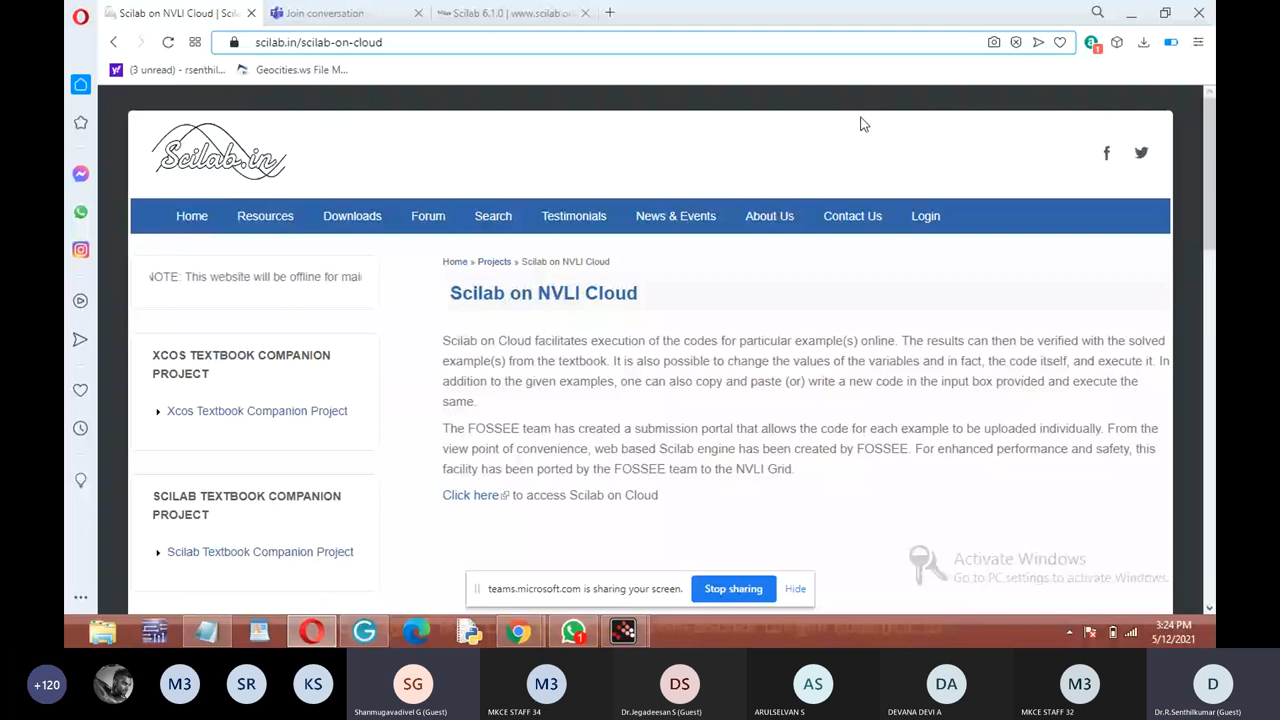 Scilab on NVLI Cloud | Scil
Join conversation
Scilab 6.1.0 | www.scilab.o
scilab.in/scilab-on-cloud
1
(3 unread) - rsenthil...
Geocities.ws File M...
Scilab.in
Home
Resources
Downloads
Forum
Search
Testimonials
News & Events
About Us
Contact Us
Login
NOTE: This website will be offline for mai
Home » Projects » Scilab on NVLI Cloud
Scilab on NVLI Cloud
Scilab on Cloud facilitates execution of the codes for particular example(s) online. The results can then be verified with the solved
example(s) from the textbook. It is also possible to change the values of the variables and in fact, the code itself, and execute it. In
addition to the given examples, one can also copy and paste (or) write a new code in the input box provided and execute the
same.
The FOSSEE team has created a submission portal that allows the code for each example to be uploaded individually. From the
view point of convenience, web based Scilab engine has been created by FOSSEE. For enhanced performance and safety, this
facility has been ported by the FOSSEE team to the NVLI Grid.
Click here to access Scilab on Cloud
XCOS TEXTBOOK COMPANION
PROJECT
Xcos Textbook Companion Project
SCILAB TEXTBOOK COMPANION
PROJECT
Scilab Textbook Companion Project
Activate Windows
Go to PC settings to activate Windows.
teams.microsoft.com is sharing your screen.
Stop sharing
Hide
1
3:24 PM
5/12/2021
+120
M3
SR
KS
SG
Shanmugavadivel G (Guest)
M3
MKCE STAFF 34
DS
Dr.Jegadeesan S (Guest)
AS
ARULSELVAN S
DA
DEVANA DEVI A
M3
MKCE STAFF 32
D
Dr.R.Senthilkumar (Guest)